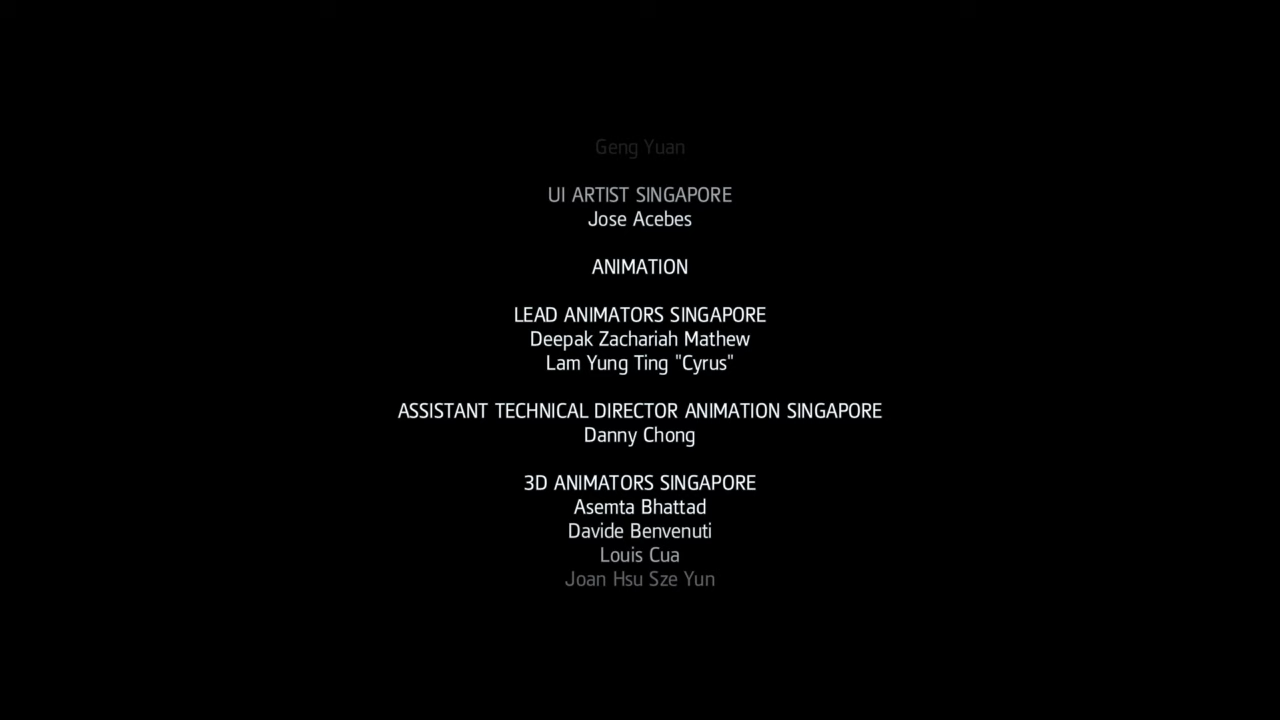 Geng Yuan
UI ARTIST SINGAPORE
Jose Acebes
ANIMATION
LEAD ANIMATORS SINGAPORE
Deepak Zachariah Mathew
Lam Yung Ting "Cyrus"
ASSISTANT TECHNICAL DIRECTOR ANIMATION SINGAPORE
Danny Chong
3D ANIMATORS SINGAPORE
Asemta Bhattad
Davide Benvenuti
Louis Cua
Joan Hsu Sze Yun